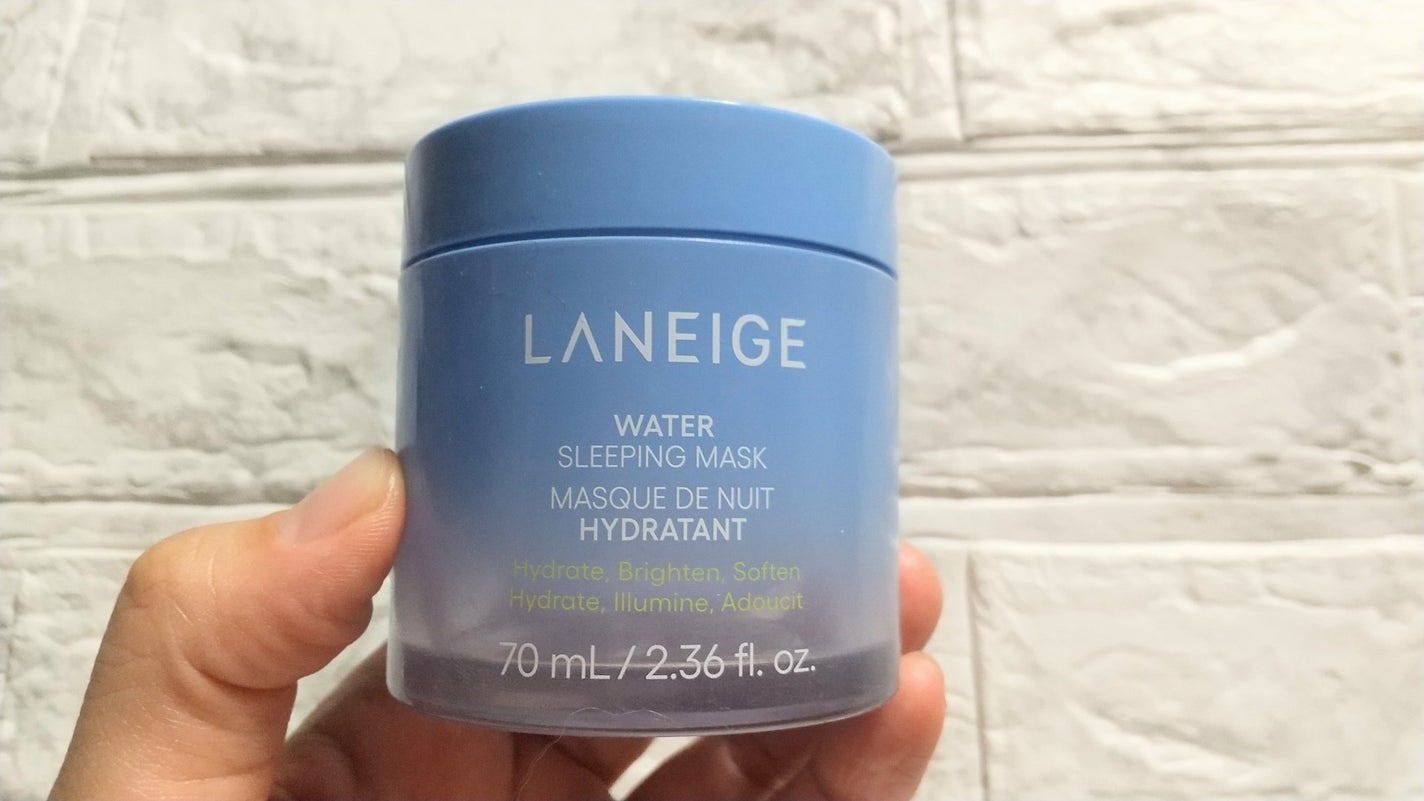 LANEIGE
WATER
SLEEPING MASK
MASQUE DE NUIT
HYDRATANT
Hydrate, Brighten, Soften
Hydrate, Illumine, Adoucit
70 mL / 2.36 fl. oz.